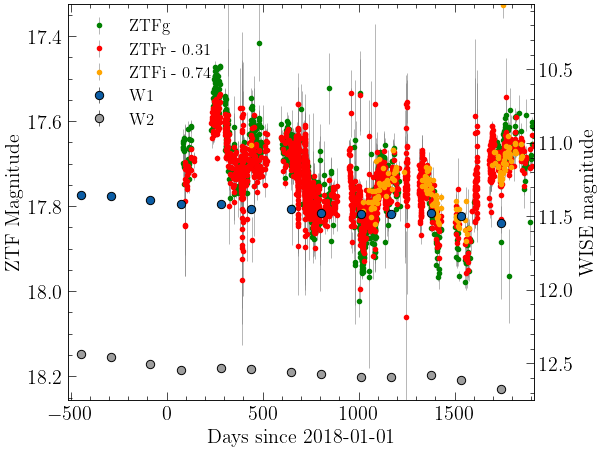 ZTFg
ZTFr - 0.31
ZTFi - 0.74
W1
W2
17.4
17.6
17.8
18.0
18.2
ZTF Magnitude
10.5
11.0
11.5
12.0
12.5
WISE magnitude
−500
0
500
1000
1500
Days since 2018-01-01